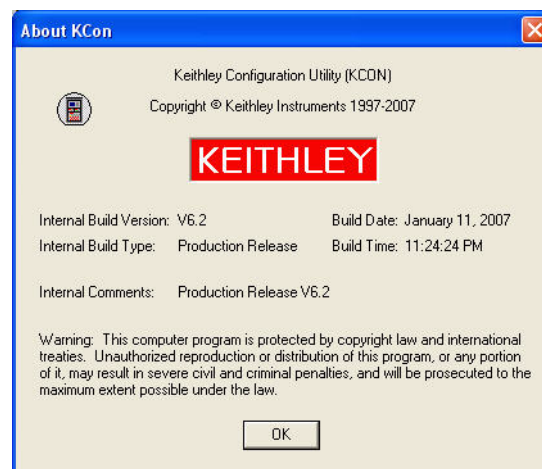 About KCon
Keithley Configuration Utility (KCON)
Copyright © Keithley Instruments 1997-2007
KEITHLEY
Internal Build Version: V6.2 Build Date: January 11, 2007
Internal Build Type: Production Release Build Time: 11:24:24 PM
Internal Comments: Production Release V6.2
Warning: This computer program is protected by copyright law and international
treaties. Unauthorized reproduction or distribution of this program, or any portion
of it, may result in severe civil and criminal penalties, and will be prosecuted to the
maximum extent possible under the law.
OK